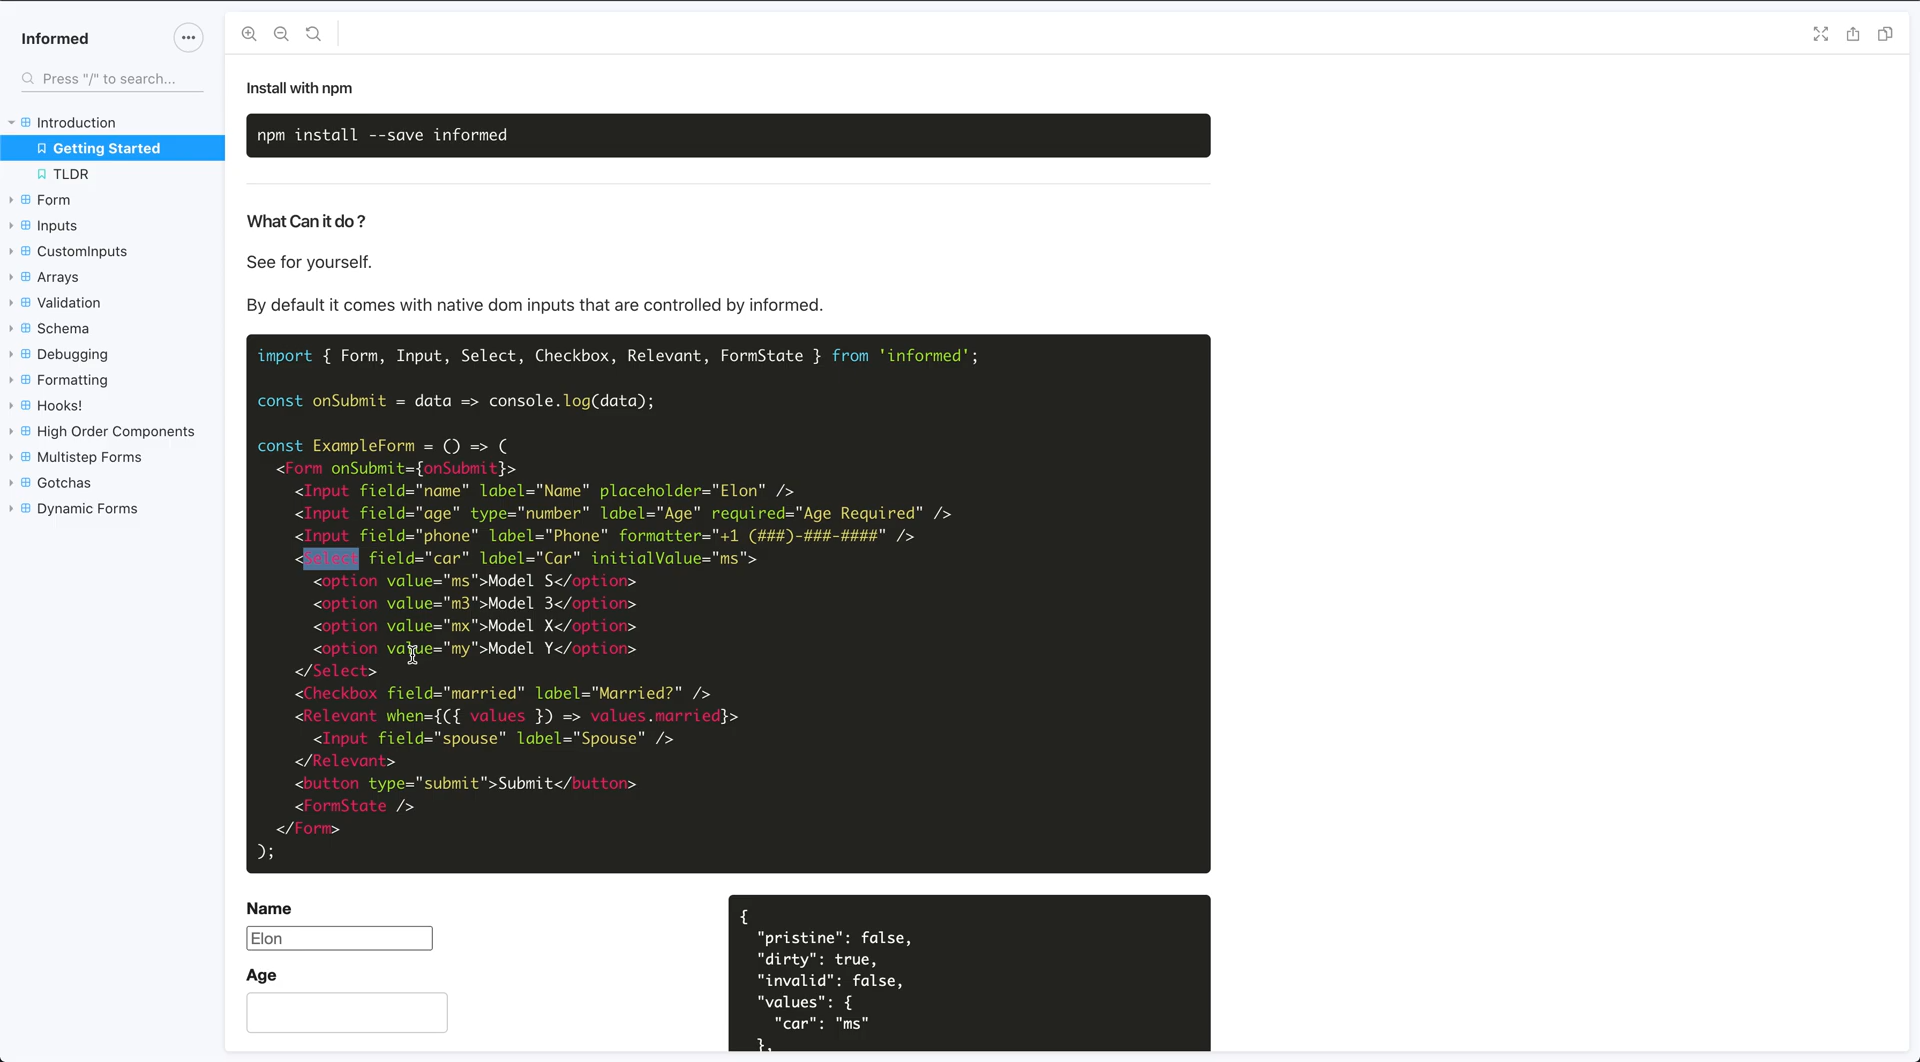 Informed
Press "/" to search...
Introduction
Getting Started
TLDR
Form
Inputs
CustomInputs
Arrays
Validation
Schema
Debugging
Formatting
Hooks!
High Order Components
Multistep Forms
Gotchas
Dynamic Forms
Install with npm
npm install --save informed
What Can it do ?
See for yourself.
By default it comes with native dom inputs that are controlled by informed.
import { Form, Input, Select, Checkbox, Relevant, FormState } from 'informed';
const onSubmit = data => console.log(data);
const ExampleForm = () => (
<Form onSubmit={onSubmit}>
<Input field="name" label="Name" placeholder="Elon" />
<Input field="age" type="number" label="Age" required="Age Required" />
<Input field="phone" label="Phone" formatter="+1 (###)-###-####" />
<Select field="car" label="Car" initialValue="ms">
<option value="ms">Model S</option>
<option value="m3">Model 3</option>
<option value="mx">Model X</option>
<option value="my">Model Y</option>
</Select>
<Checkbox field="married" label="Married?" />
<Relevant when={({ values }) => values.married}>
<Input field="spouse" label="Spouse" />
</Relevant>
<button type="submit">Submit</button>
<FormState />
</Form>
);
Name
Elon
Age
{
"pristine": false,
"dirty": true,
"invalid": false,
"values": {
"car": "ms"
},